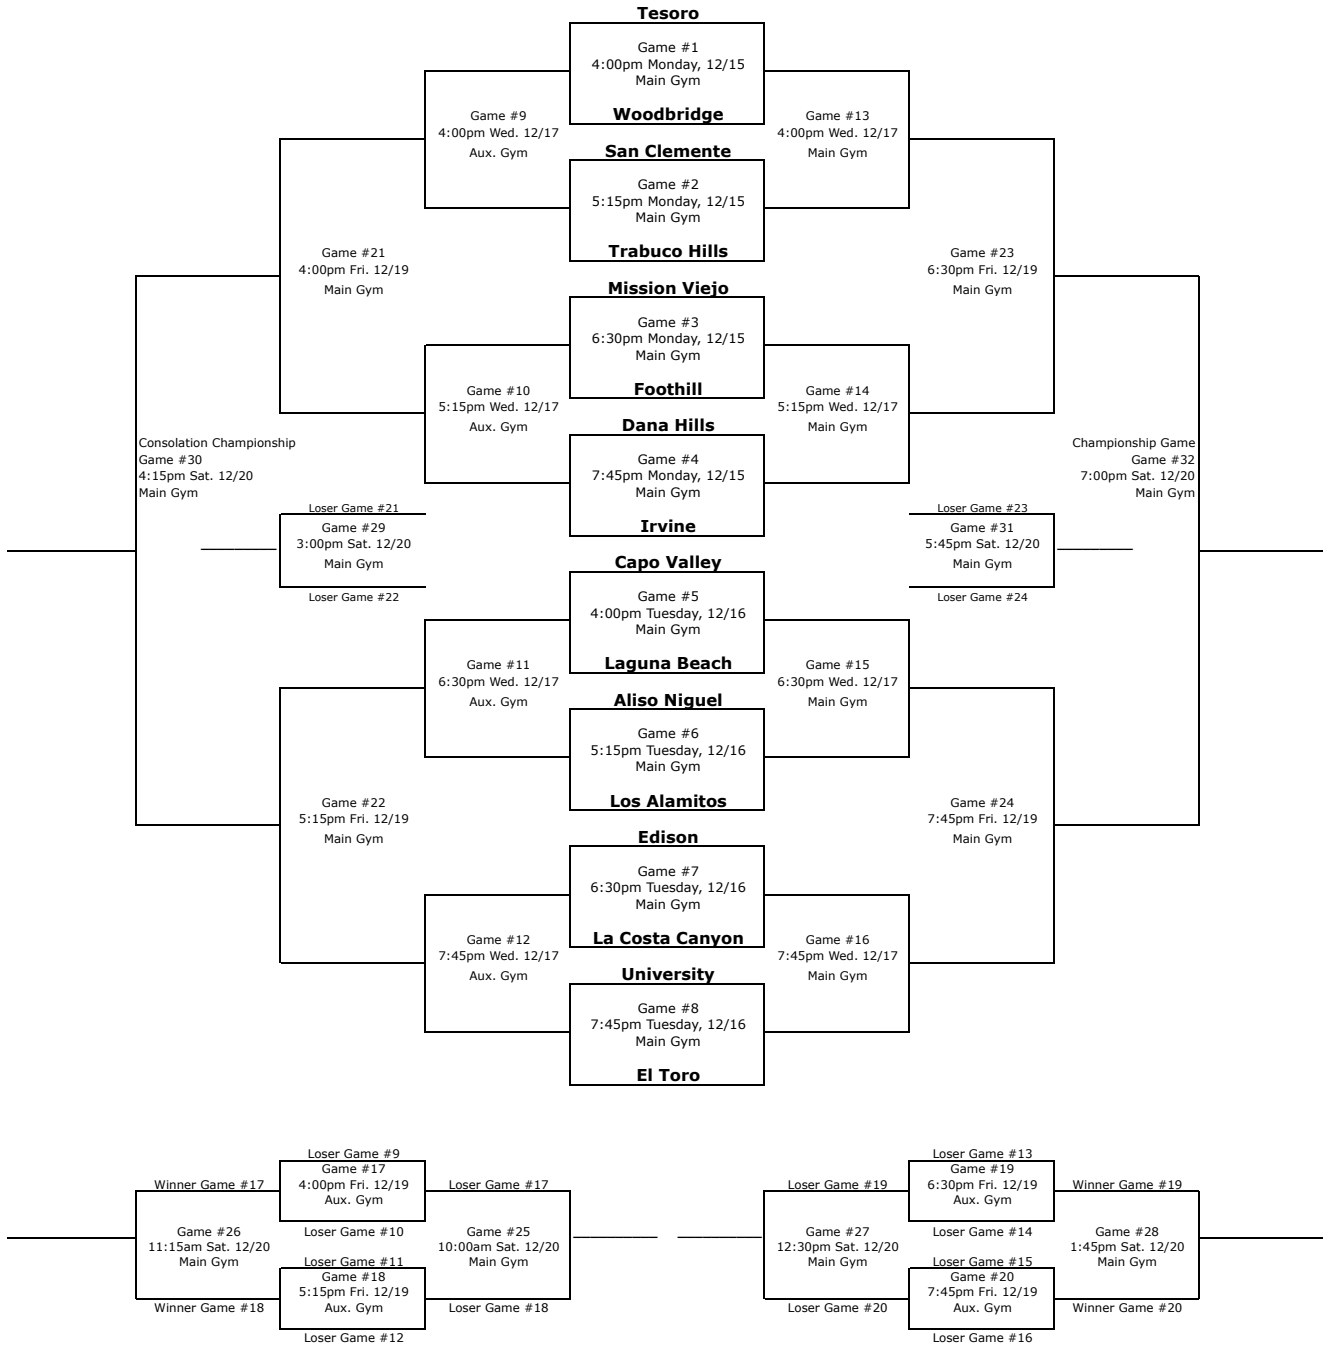 Tesoro
Game #1
4:00pm Monday, 12/15
Main Gym
Woodbridge
Game #9
4:00pm Wed. 12/17
Aux. Gym
Game #13
4:00pm Wed. 12/17
Main Gym
San Clemente
Game #2
5:15pm Monday, 12/15
Main Gym
Trabuco Hills
Game #21
4:00pm Fri. 12/19
Main Gym
Game #23
6:30pm Fri. 12/19
Main Gym
Mission Viejo
Game #3
6:30pm Monday, 12/15
Main Gym
Foothill
Game #10
5:15pm Wed. 12/17
Aux. Gym
Game #14
5:15pm Wed. 12/17
Main Gym
Dana Hills
Game #4
7:45pm Monday, 12/15
Main Gym
Irvine
Consolation Championship
Game #30
4:15pm Sat. 12/20
Main Gym
Championship Game
Game #32
7:00pm Sat. 12/20
Main Gym
Loser Game #21
Game #29
3:00pm Sat. 12/20
Main Gym
Loser Game #22
Loser Game #23
Game #31
5:45pm Sat. 12/20
Main Gym
Loser Game #24
Capo Valley
Game #5
4:00pm Tuesday, 12/16
Main Gym
Laguna Beach
Game #11
6:30pm Wed. 12/17
Aux. Gym
Game #15
6:30pm Wed. 12/17
Main Gym
Aliso Niguel
Game #6
5:15pm Tuesday, 12/16
Main Gym
Los Alamitos
Game #22
5:15pm Fri. 12/19
Main Gym
Game #24
7:45pm Fri. 12/19
Main Gym
Edison
Game #7
6:30pm Tuesday, 12/16
Main Gym
La Costa Canyon
Game #12
7:45pm Wed. 12/17
Aux. Gym
Game #16
7:45pm Wed. 12/17
Main Gym
University
Game #8
7:45pm Tuesday, 12/16
Main Gym
El Toro
Loser Game #9
Game #17
4:00pm Fri. 12/19
Aux. Gym
Loser Game #10
Winner Game #17
Loser Game #17
Game #26
11:15am Sat. 12/20
Main Gym
Game #25
10:00am Sat. 12/20
Main Gym
Loser Game #11
Game #18
5:15pm Fri. 12/19
Aux. Gym
Loser Game #12
Winner Game #18
Loser Game #18
Loser Game #13
Game #19
6:30pm Fri. 12/19
Aux. Gym
Loser Game #14
Loser Game #19
Winner Game #19
Game #27
12:30pm Sat. 12/20
Main Gym
Game #28
1:45pm Sat. 12/20
Main Gym
Loser Game #15
Game #20
7:45pm Fri. 12/19
Aux. Gym
Loser Game #16
Loser Game #20
Winner Game #20